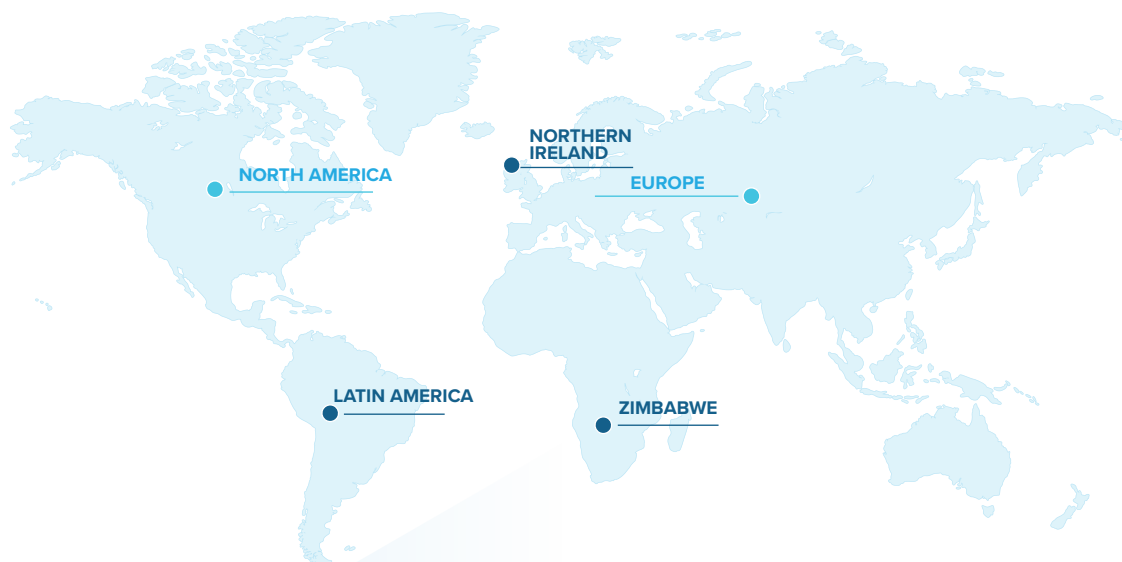 NORTHERN
IRELAND
NORTH AMERICA
EUROPE
LATIN AMERICA
ZIMBABWE